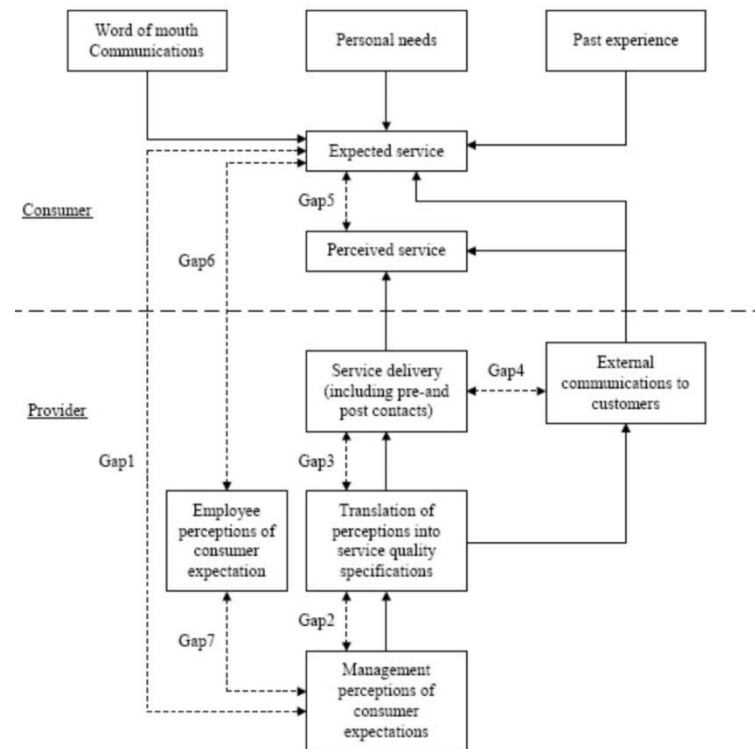 Word of mouth
Communications
Personal needs
Past experience
Expected service
Gap5
Consumer
Perceived service
Gap6
Service delivery
(including pre-and
post contacts)
Gap4
External
communications to
customers
Provider
Gap1
Gap3
Employee
perceptions of
consumer
expectation
Translation of
perceptions into
service quality
specifications
Gap2
Gap7
Management
perceptions of
consumer
expectations